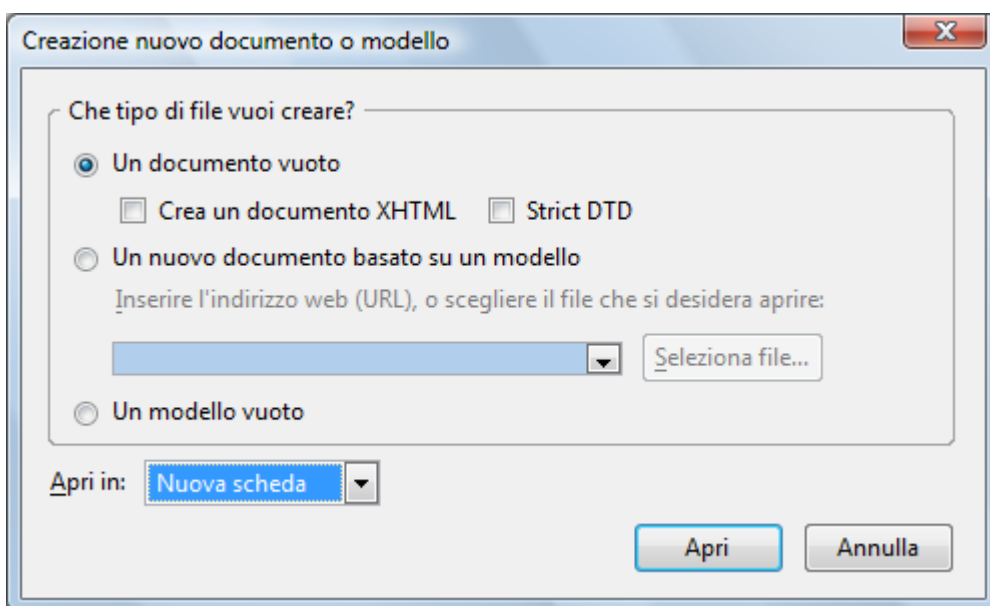 Creazione nuovo documento o modello
Che tipo di file vuoi creare?
Un documento vuoto
Crea un documento XHTML Strict DTD
Un nuovo documento basato su un modello
Inserire l'indirizzo web (URL), o scegliere il file che si desidera aprire:
Seleziona file...
Un modello vuoto
Apri in: Nuova scheda
Apri Annulla